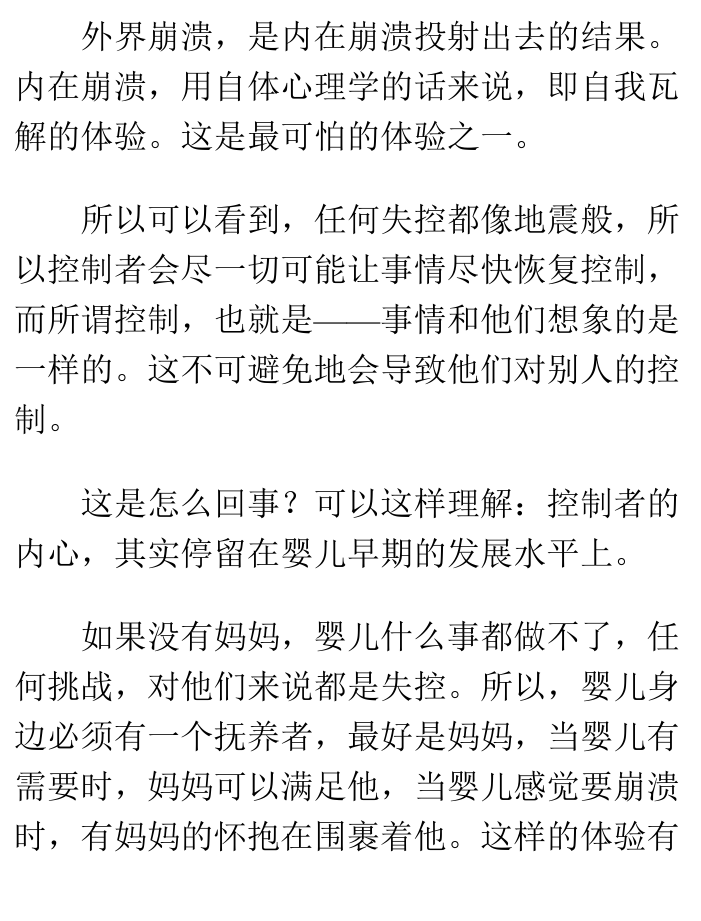 外界崩溃，是内在崩溃投射出去的结果。
内在崩溃，用自体心理学的话来说，即自我瓦
解的体验。这是最可怕的体验之一。
所以可以看到，任何失控都像地震般，所
以控制者会尽一切可能让事情尽快恢复控制，
而所谓控制，也就是——事情和他们想象的是
一样的。这不可避免地会导致他们对别人的控
制。
这是怎么回事？可以这样理解：控制者的
内心，其实停留在婴儿早期的发展水平上。
如果没有妈妈，婴儿什么事都做不了，任
何挑战，对他们来说都是失控。所以，婴儿身
边必须有一个抚养者，最好是妈妈，当婴儿有
需要时，妈妈可以满足他，当婴儿感觉要崩溃
时，有妈妈的怀抱在围裹着他。这样的体验有